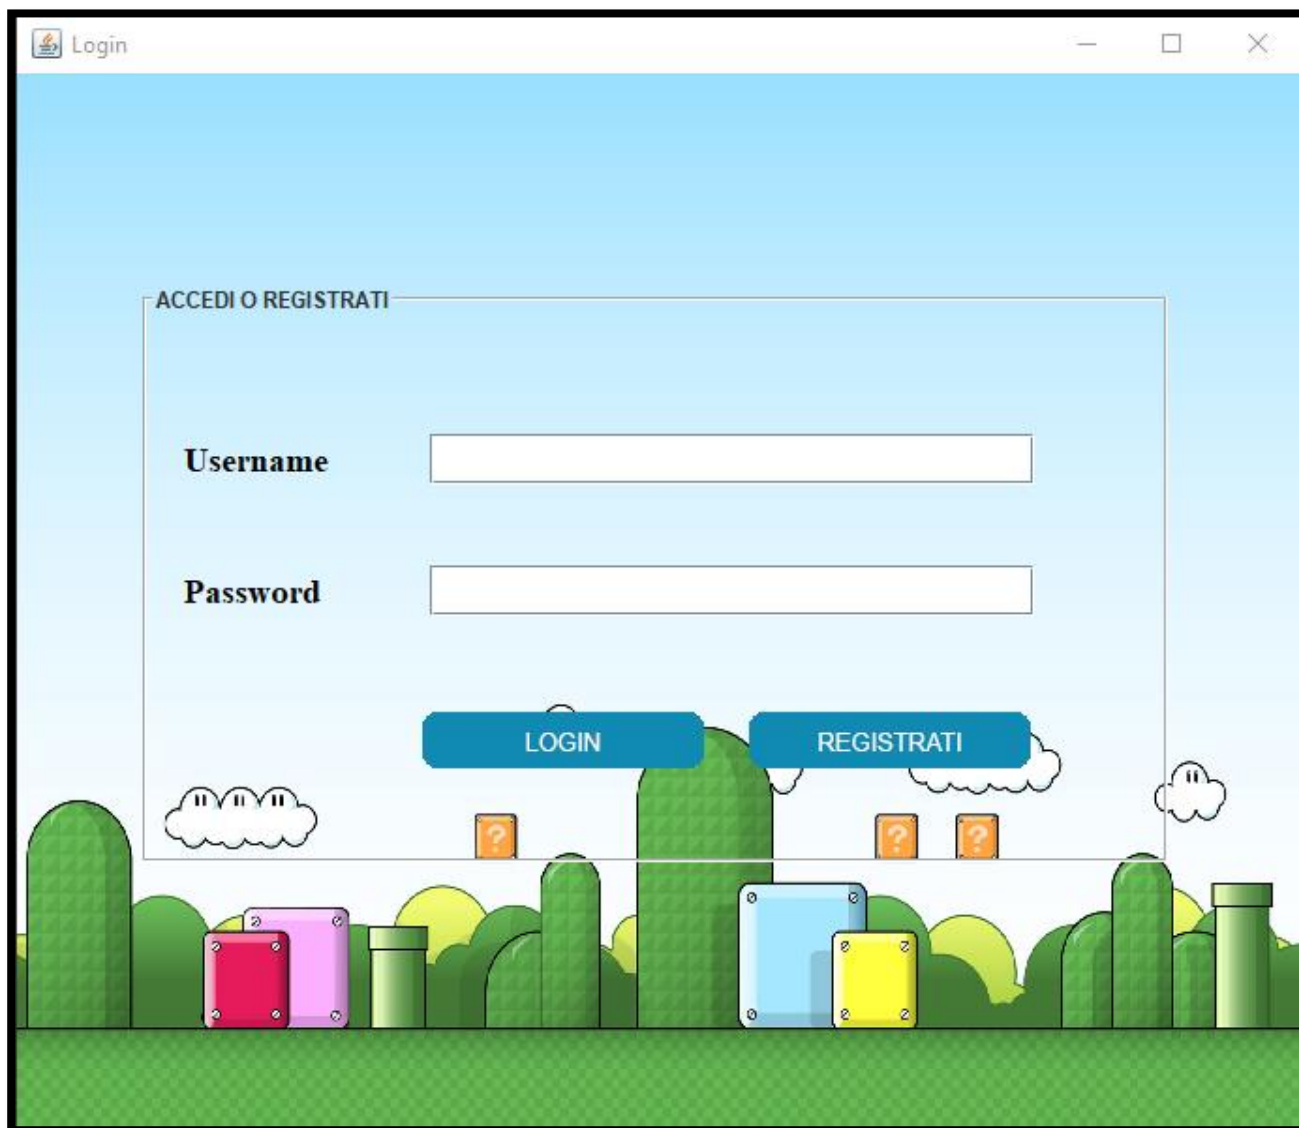 Login
ACCEDI O REGISTRATI
Username
Password
LOGIN
REGISTRATI
?
?
?